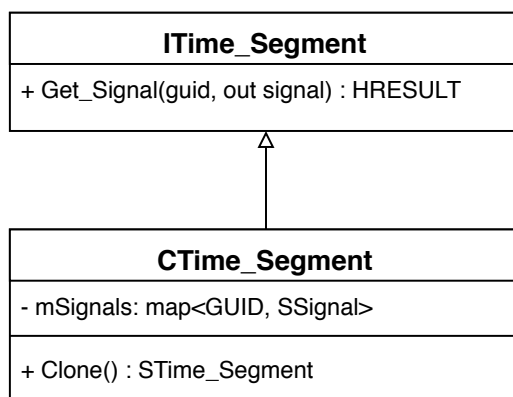 ITime_Segment
+ Get_Signal(guid, out signal) : HRESULT
CTime_Segment
- mSignals: map<GUID, SSignal>
+ Clone() : STime_Segment